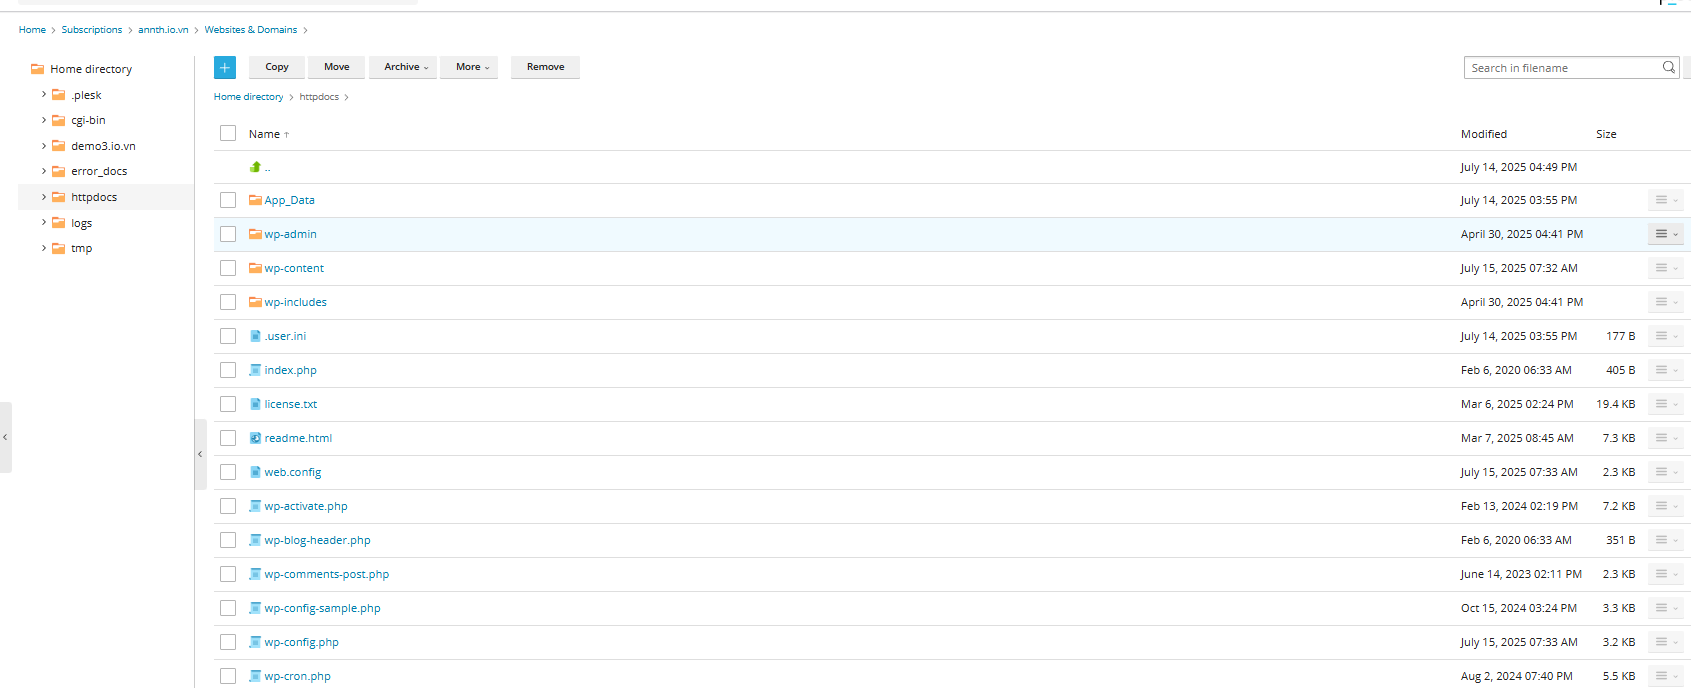 Home > Subscriptions > annth.io.vn > Websites & Domains >
Home directory
.plesk
cgi-bin
demo3.io.vn
error_docs
httpdocs
logs
tmp
+ Copy Move Archive More Remove Search in filename
Home directory > httpdocs >
Name ↑ Modified Size
.. July 14, 2025 04:49 PM
App_Data July 14, 2025 03:55 PM
wp-admin April 30, 2025 04:41 PM
wp-content July 15, 2025 07:32 AM
wp-includes April 30, 2025 04:41 PM
.user.ini July 14, 2025 03:55 PM 177 B
index.php Feb 6, 2020 06:33 AM 405 B
license.txt Mar 6, 2025 02:24 PM 19.4 KB
readme.html Mar 7, 2025 08:45 AM 7.3 KB
web.config July 15, 2025 07:33 AM 2.3 KB
wp-activate.php Feb 13, 2024 02:19 PM 7.2 KB
wp-blog-header.php Feb 6, 2020 06:33 AM 351 B
wp-comments-post.php June 14, 2023 02:11 PM 2.3 KB
wp-config-sample.php Oct 15, 2024 03:24 PM 3.3 KB
wp-config.php July 15, 2025 07:33 AM 3.2 KB
wp-cron.php Aug 2, 2024 07:40 PM 5.5 KB